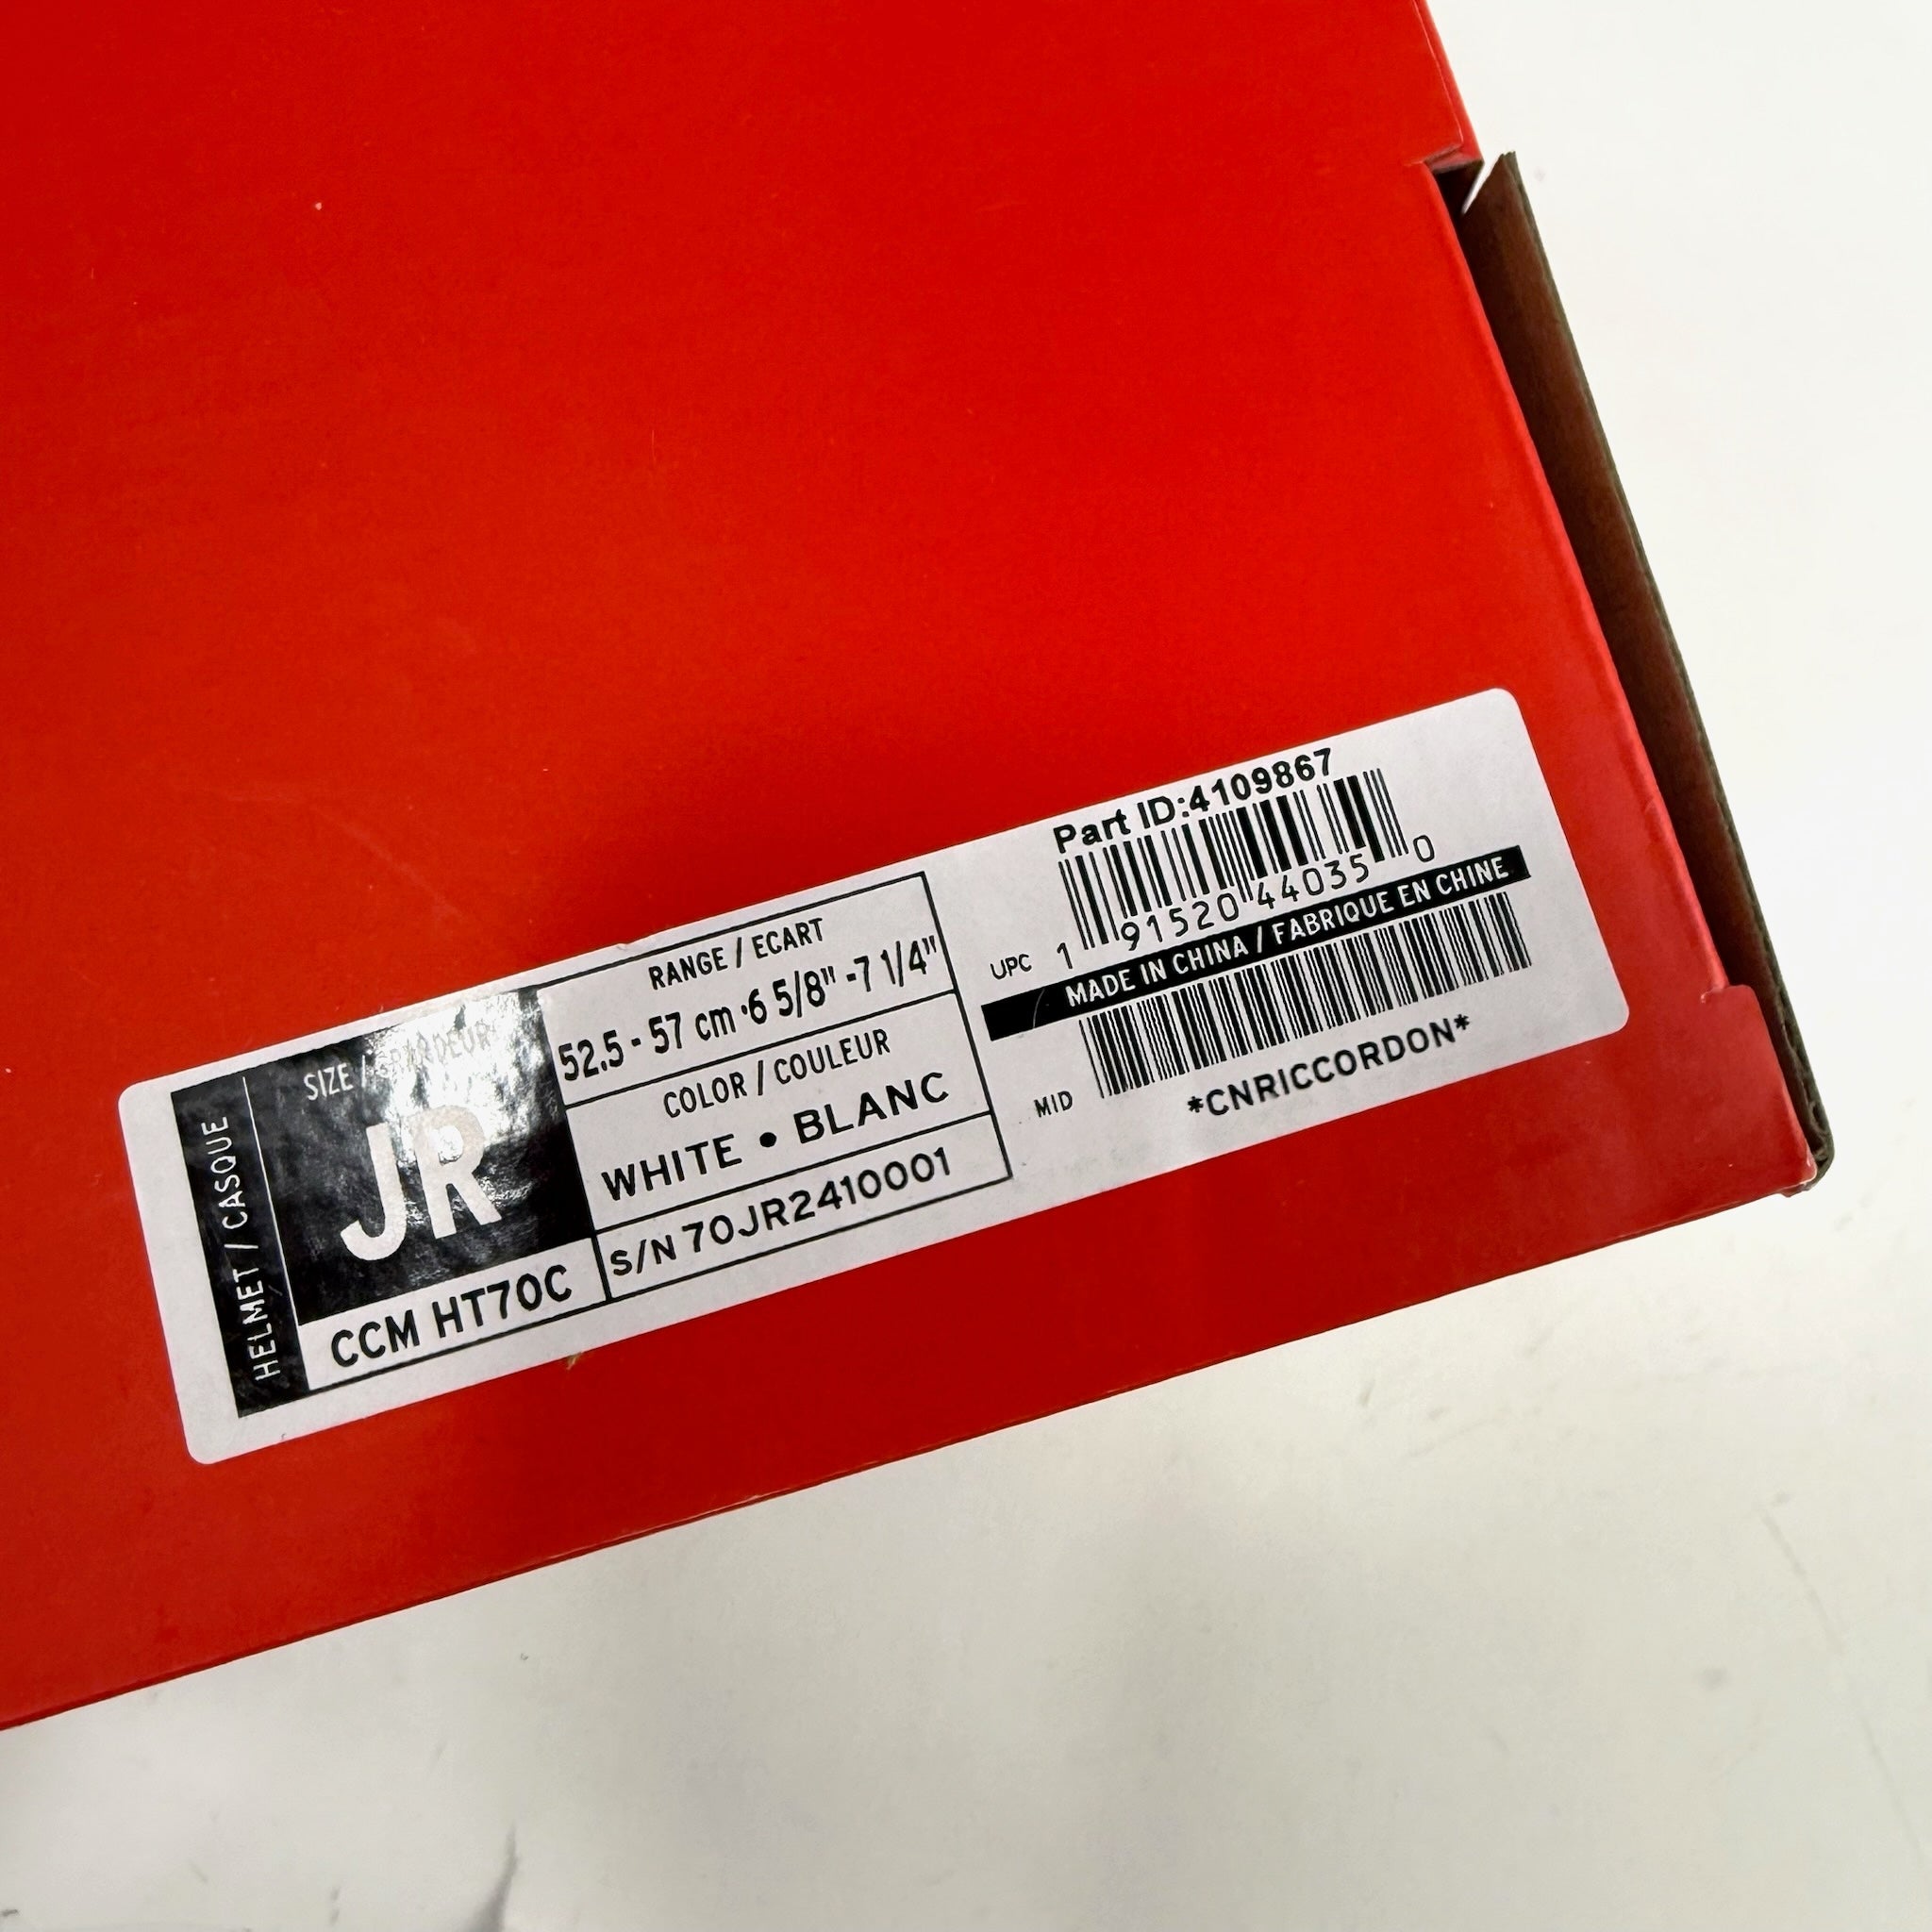 HELMET / CASQUE
SIZE / GRANDEUR
JR
CCM HT70C
RANGE / ECART
52.5 - 57 cm •6 5/8" -7 1/4"
COLOR / COULEUR
WHITE • BLANC
S/N 70JR2410001
Part ID:4109867
UPC 1 91520 44035 0
MADE IN CHINA / FABRIQUE EN CHINE
MID
*CNRICCORDON*